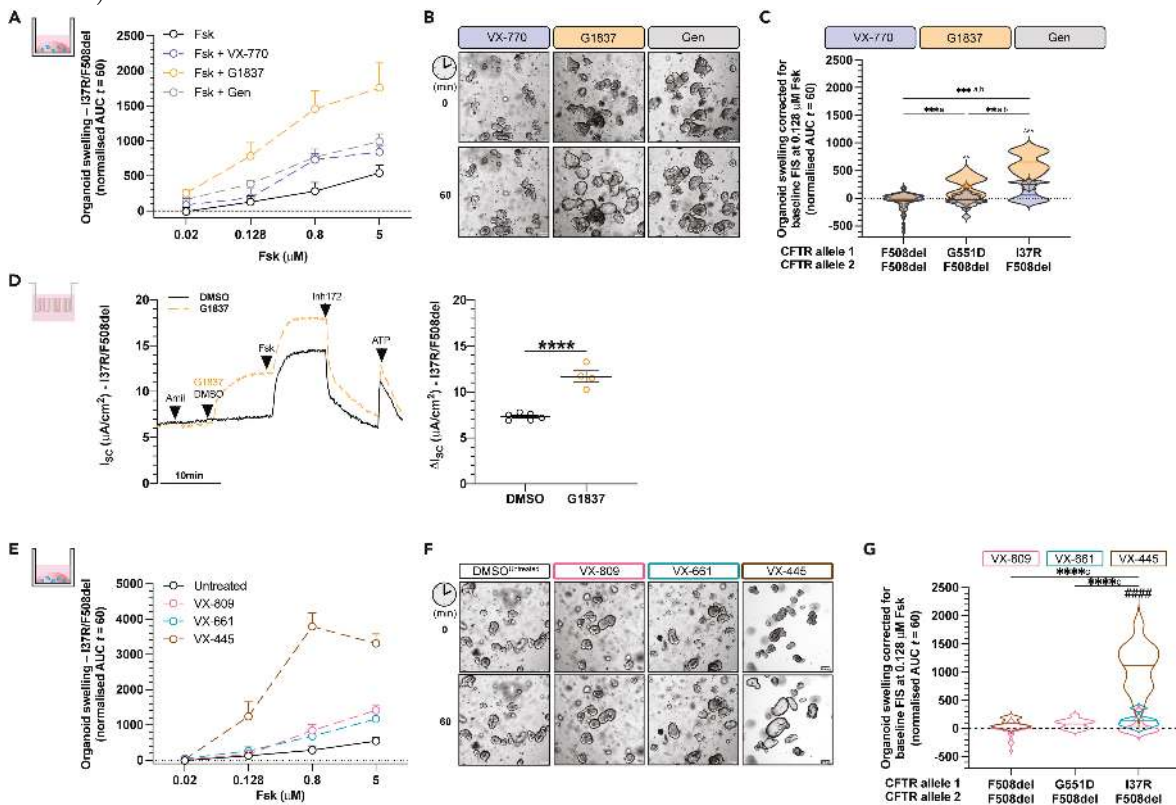 A
Organoid swelling – I37R/F508del
(normalised AUC t = 60)
2500
2000
1500
1000
500
0
Fsk
Fsk + VX-770
Fsk + G1837
Fsk + Gen
0.02
0.128
0.8
5
Fsk (μM)
B
VX-770
G1837
Gen
(min)
0
60
C
VX-770
G1837
Gen
Organoid swelling corrected for
baseline FIS at 0.128 μM Fsk
(normalised AUC t = 60)
2000
1500
1000
500
0
-500
CFTR allele 1
CFTR allele 2
F508del
F508del
G551D
F508del
I37R
F508del
D
ISC (μA/cm²) - I37R/F508del
20
15
10
5
0
DMSO
G1837
Amil
G1837
DMSO
Fsk
Inh172
ATP
10min
ΔISC (μA/cm²) - I37R/F508del
20
15
10
5
0
****
DMSO
G1837
E
Organoid swelling – I37R/F508del
(normalised AUC t = 60)
5000
4000
3000
2000
1000
0
Untreated
VX-809
VX-661
VX-445
0.02
0.128
0.8
5
Fsk (μM)
F
DMSO Untreated
VX-809
VX-661
VX-445
(min)
0
60
G
VX-809
VX-661
VX-445
Organoid swelling corrected for
baseline FIS at 0.128 μM Fsk
(normalised AUC t = 60)
****c
****c
####
2500
2000
1500
1000
500
0
-500
CFTR allele 1
CFTR allele 2
F508del
F508del
G551D
F508del
I37R
F508del